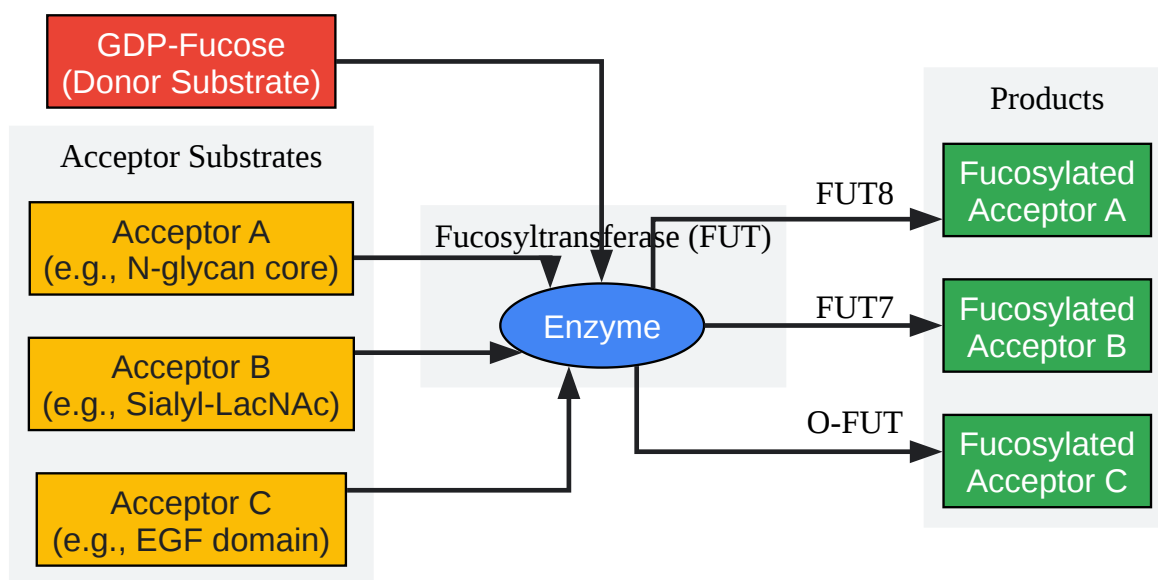 GDP-Fucose
(Donor Substrate)
Acceptor Substrates
Acceptor A
(e.g., N-glycan core)
Acceptor B
(e.g., Sialyl-LacNAc)
Acceptor C
(e.g., EGF domain)
Fucosyltransferase (FUT)
Enzyme
FUT8
FUT7
O-FUT
Products
Fucosylated
Acceptor A
Fucosylated
Acceptor B
Fucosylated
Acceptor C